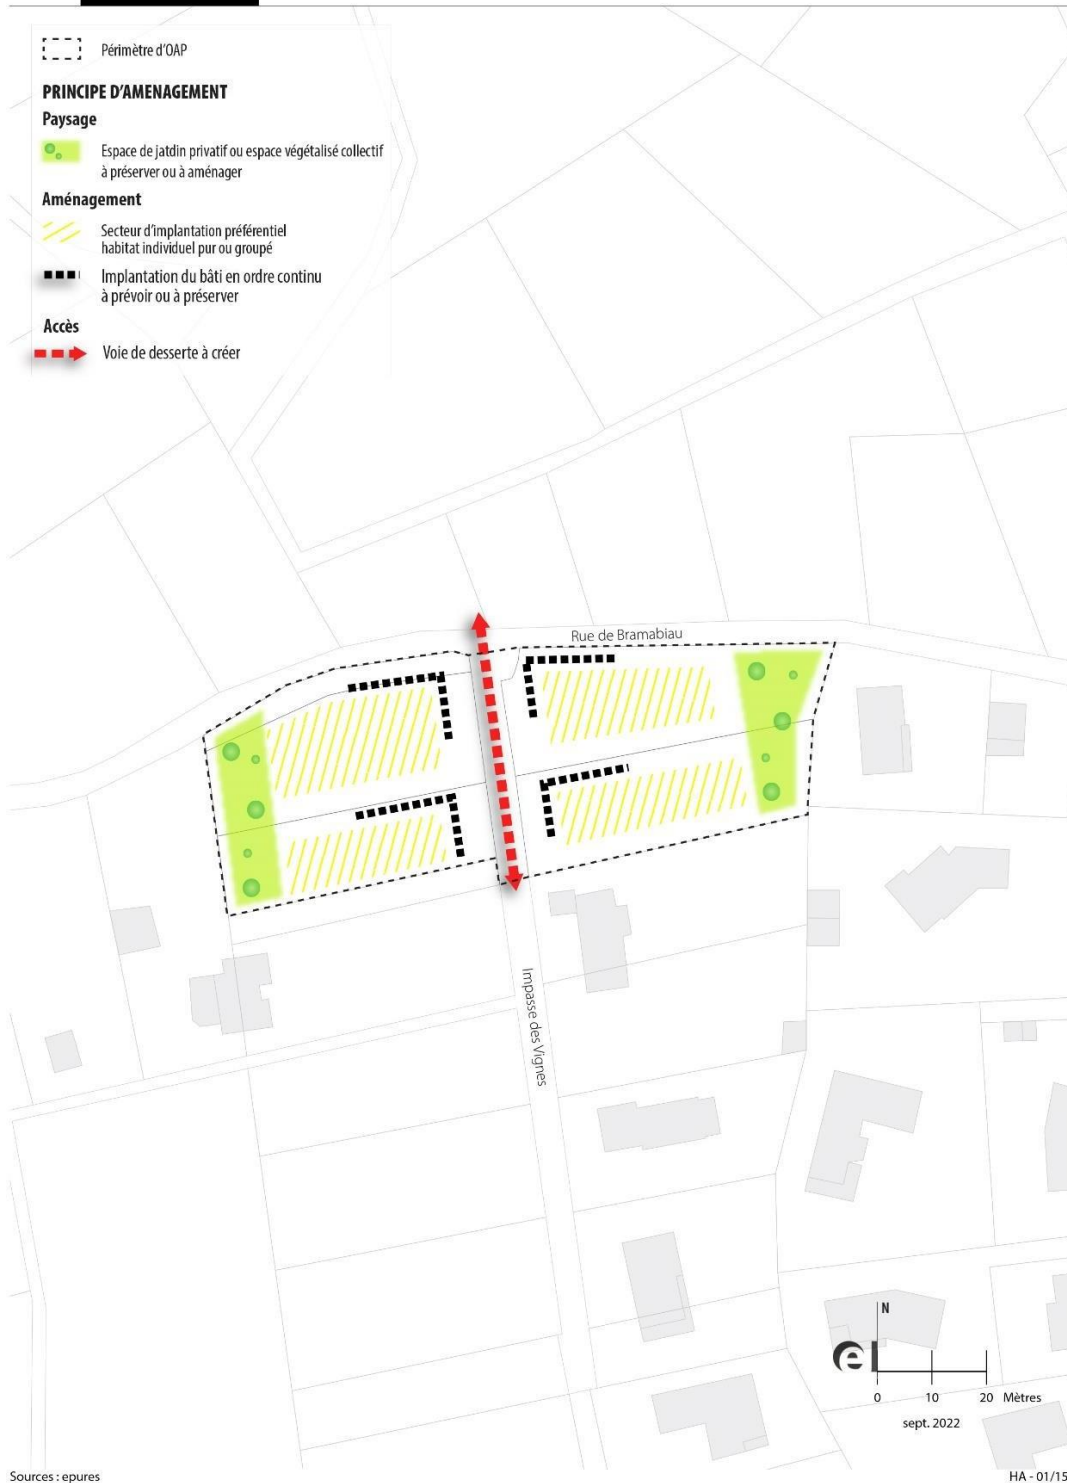 Périmètre d'OAP
PRINCIPE D'AMENAGEMENT
Paysage
Espace de jardin privatif ou espace végétalisé collectif
à préserver ou à aménager
Aménagement
Secteur d'implantation préférentiel
habitat individuel pur ou groupé
Implantation du bâti en ordre continu
à prévoir ou à préserver
Accès
Voie de desserte à créer
Rue de Bramabiau
Impasse des Vignes
N
e
0 10 20 Mètres
sept. 2022
Sources : epures
HA - 01/15